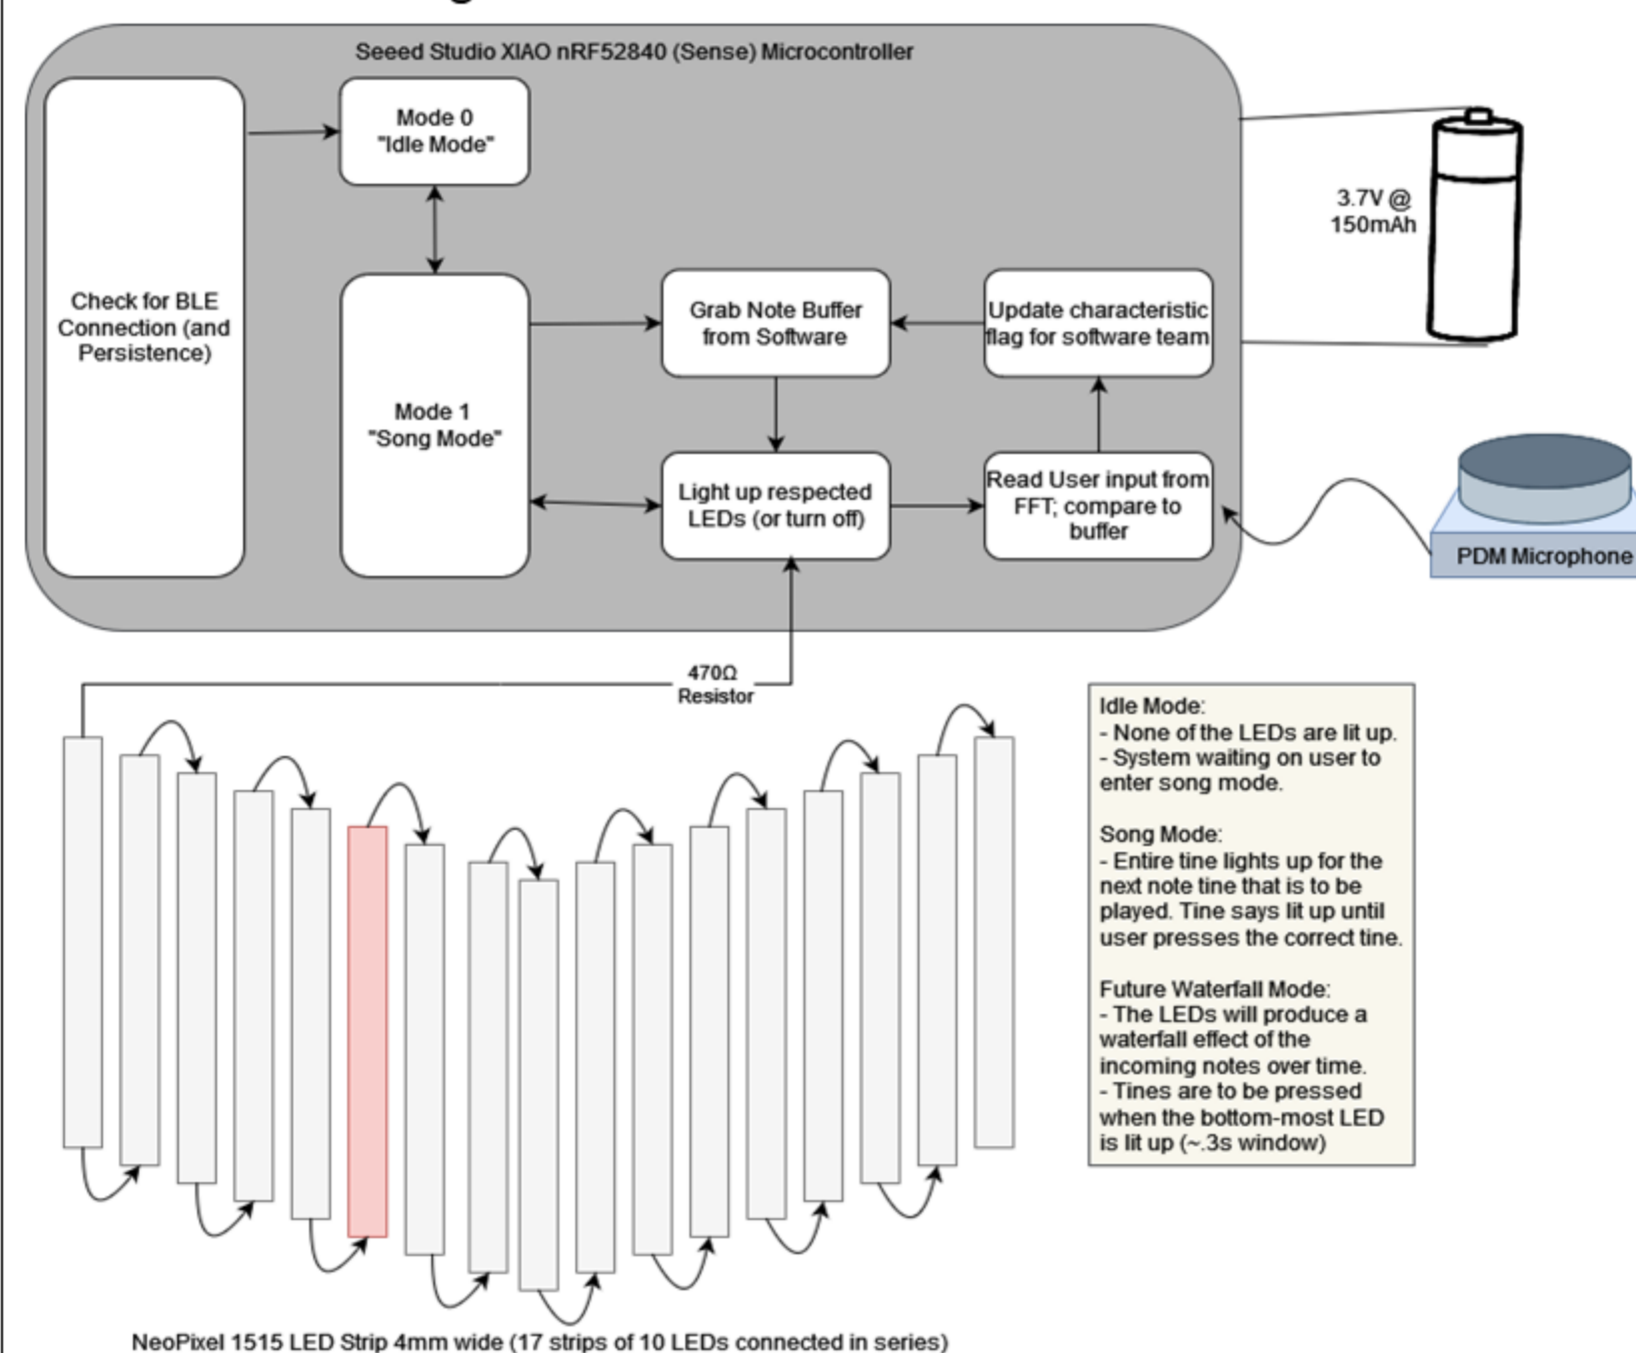 Seeed Studio XIAO nRF52840 (Sense) Microcontroller
Check for BLE
Connection (and
Persistence)
Mode 0
"Idle Mode"
Mode 1
"Song Mode"
Grab Note Buffer
from Software
Update characteristic
flag for software team
Light up respected
LEDs (or turn off)
Read User input from
FFT; compare to
buffer
3.7V @
150mAh
PDM Microphone
470Ω
Resistor
Idle Mode:
- None of the LEDs are lit up.
- System waiting on user to
enter song mode.
Song Mode:
- Entire tine lights up for the
next note tine that is to be
played. Tine says lit up until
user presses the correct tine.
Future Waterfall Mode:
- The LEDs will produce a
waterfall effect of the
incoming notes over time.
- Tines are to be pressed
when the bottom-most LED
is lit up (~.3s window)
NeoPixel 1515 LED Strip 4mm wide (17 strips of 10 LEDs connected in series)